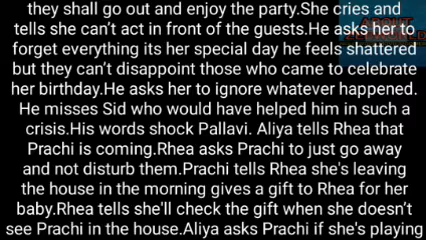 they shall go out and enjoy the party.She cries and
tells she can't act in front of the guests.He asks her to
forget everything its her special day he feels shattered
but they can't disappoint those who came to celebrate
her birthday.He asks her to ignore whatever happened.
He misses Sid who would have helped him in such a
crisis.His words shock Pallavi. Aliya tells Rhea that
Prachi is coming.Rhea asks Prachi to just go away
and not disturb them.Prachi tells Rhea she's leaving
the house in the morning gives a gift to Rhea for her
baby.Rhea tells she'll check the gift when she doesn't
see Prachi in the house.Aliya asks Prachi if she's playing